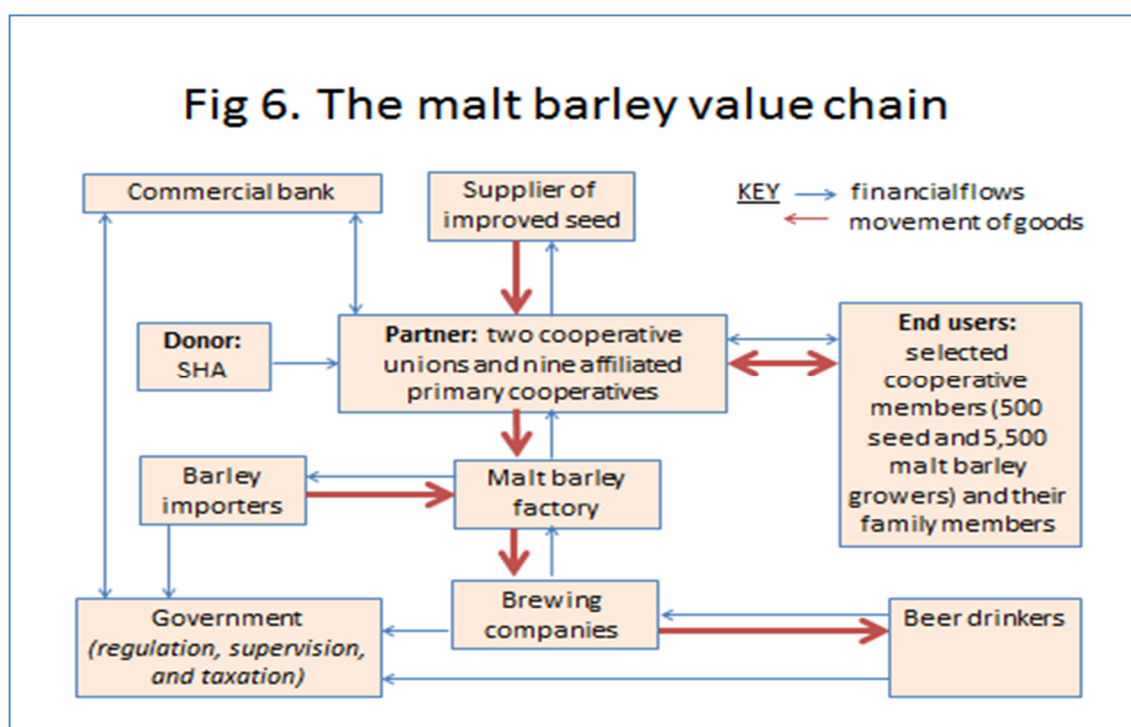 Fig 6. The malt barley value chain
Commercial bank
Supplier of
improved seed
KEY
financial flows
movement of goods
Donor:
SHA
Partner: two cooperative
unions and nine affiliated
primary cooperatives
End users:
selected
cooperative
members (500
seed and 5,500
malt barley
growers) and their
family members
Barley
importers
Malt barley
factory
Government
(regulation, supervision,
and taxation)
Brewing
companies
Beer drinkers